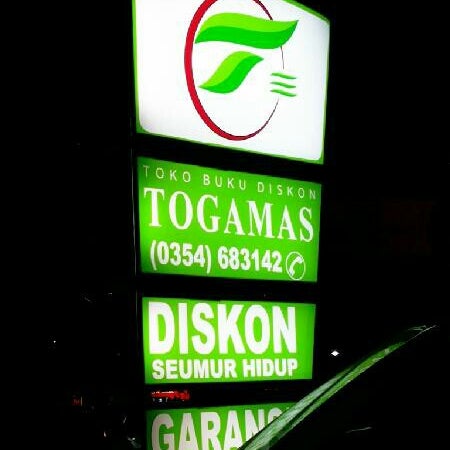 TOKO BUKU DISKON
TOGAMAS
(0354) 683142
DISKON
SEUMUR HIDUP